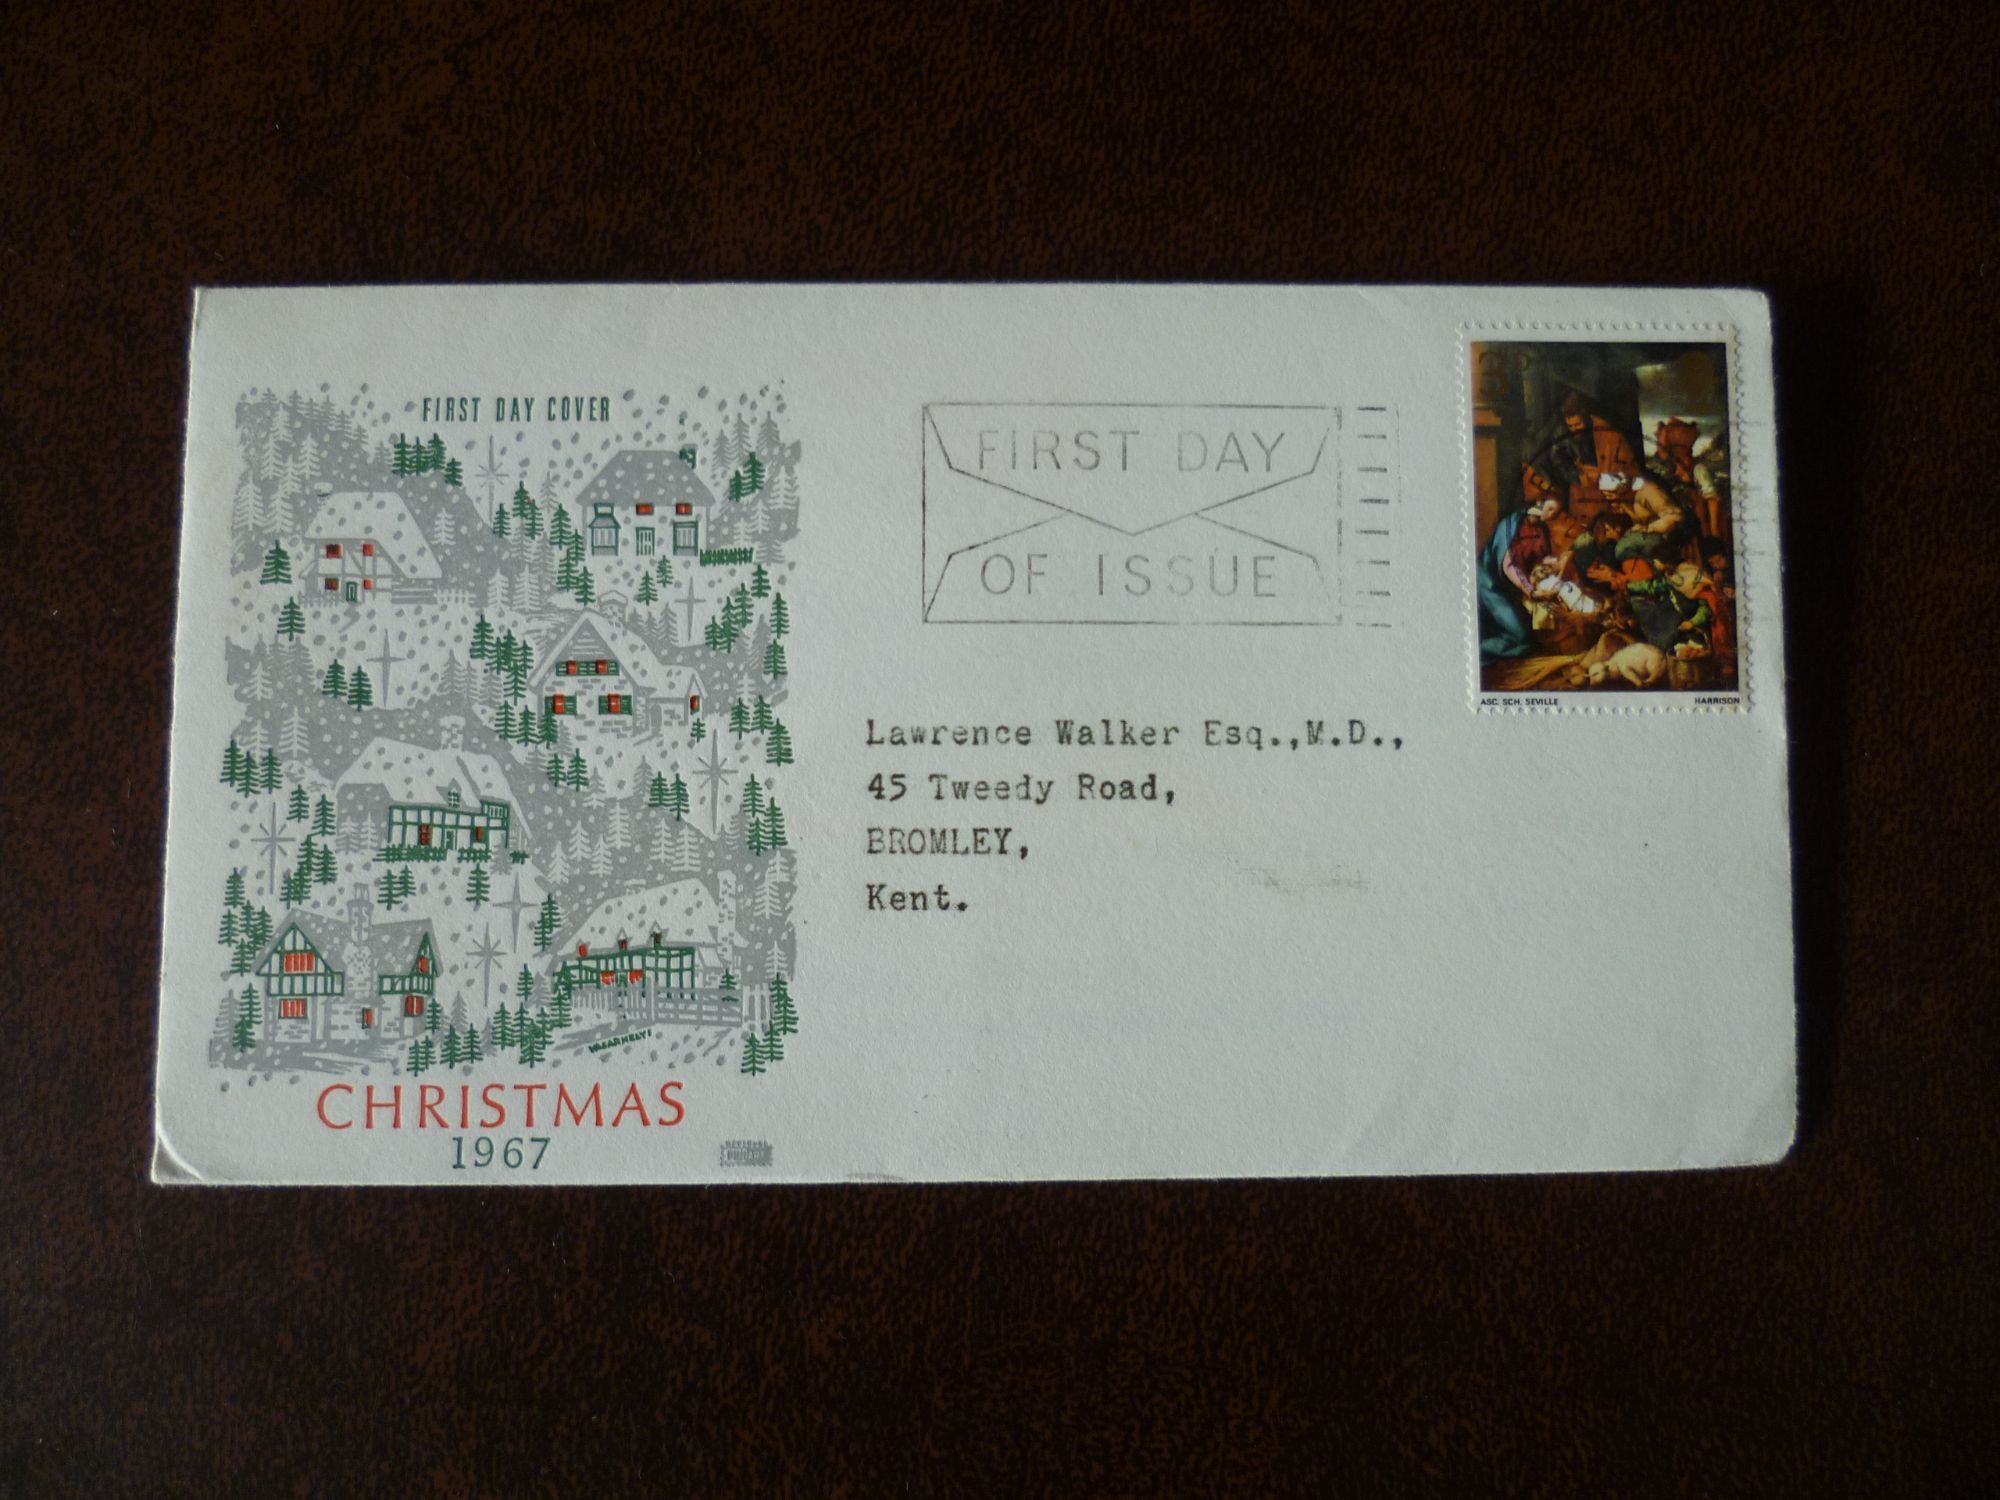 FIRST DAY COVER
FIRST DAY
OF ISSUE
ASC. SCH. SEVILLE HARRISON
Lawrence Walker Esq.,M.D.,
45 Tweedy Road,
BROMLEY,
Kent.
VASARHELYI
CHRISTMAS
1967